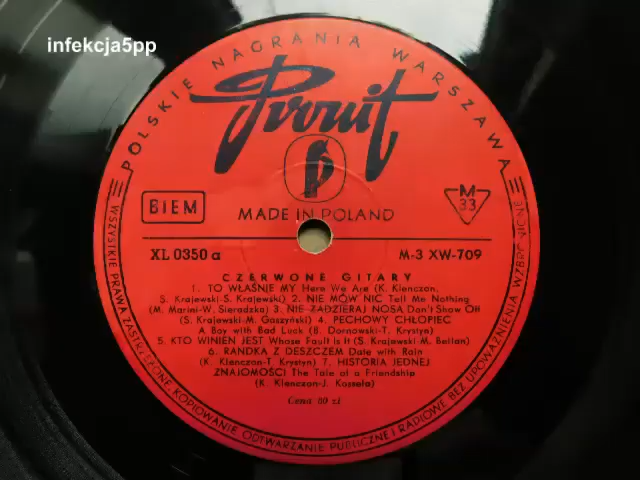 infekcja5pp
POLSKIE NAGRANIA WARSZAWA
Pronit
P
BIEM
MADE IN POLAND
M
33
XL 0350 a
M-3 XW-709
CZERWONE GITARY
1. TO WŁAŚNIE MY Here We Are (K. Klenczon,
S. Krajewski-S. Krajewski) 2. NIE MÓW NIC Tell Me Nothing
(M. Marini-W. Sieradzka) 3. NIE ZADZIERAJ NOSA Don't Show Off
(S. Krajewski-M. Gaszyński) 4. PECHOWY CHŁOPIEC
A Boy with Bad Luck (B. Dornowski-T. Krystyn)
5. KTO WINIEN JEST Whose Fault is It (S. Krajewski M. Bellan)
6. RANDKA Z DESZCZEM Date with Rain
(K. Klenczon-T. Krystyn) 7. HISTORIA JEDNEJ
ZNAJOMOŚCI The Tale of a Friendship
(K. Klenczon-J. Kossela)
Cena 80 zł
WSZYSTKIE PRAWA ZASTRZEŻONE KOPIOWANIE ODTWARZANIE PUBLICZNE I RADIOWE BEZ UPOWAŻNIENIA WZBRONIONE